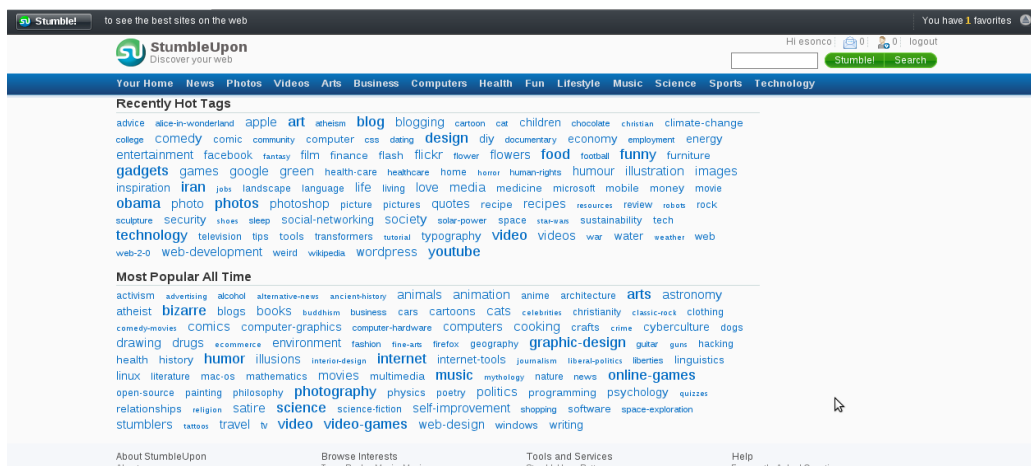 Stumble! to see the best sites on the web You have 1 favorites
StumbleUpon
Discover your web
Hi esonco 0 0 logout
Stumble! Search
Your Home News Photos Videos Arts Business Computers Health Fun Lifestyle Music Science Sports Technology
Recently Hot Tags
advice alice-in-wonderland apple art atheism blog blogging cartoon cat children chocolate christian climate-change
college comedy comic community computer css dating design diy documentary economy employment energy
entertainment facebook fantasy film finance flash flickr flower flowers food football funny furniture
gadgets games google green health-care healthcare home horror human-rights humour illustration images
inspiration iran jobs landscape language life living love media medicine microsoft mobile money movie
obama photo photos photoshop picture pictures quotes recipe recipes resources review robots rock
sculpture security shoes sleep social-networking society solar-power space star-wars sustainability tech
technology television tips tools transformers tutorial typography video videos war water weather web
web-2-0 web-development weird wikipedia wordpress youtube
Most Popular All Time
activism advertising alcohol alternative-news ancient-history animals animation anime architecture arts astronomy
atheist bizarre blogs books buddhism business cars cartoons cats celebrities christianity classic-rock clothing
comedy-movies comics computer-graphics computer-hardware computers cooking crafts crime cyberculture dogs
drawing drugs ecommerce environment fashion fine-arts firefox geography graphic-design guitar guns hacking
health history humor illusions interior-design internet internet-tools journalism liberal-politics liberties linguistics
linux literature mac-os mathematics movies multimedia music mythology nature news online-games
open-source painting philosophy photography physics poetry politics programming psychology quizzes
relationships religion satire science science-fiction self-improvement shopping software space-exploration
stumblers tattoos travel tv video video-games web-design windows writing
About StumbleUpon Browse Interests Tools and Services Help